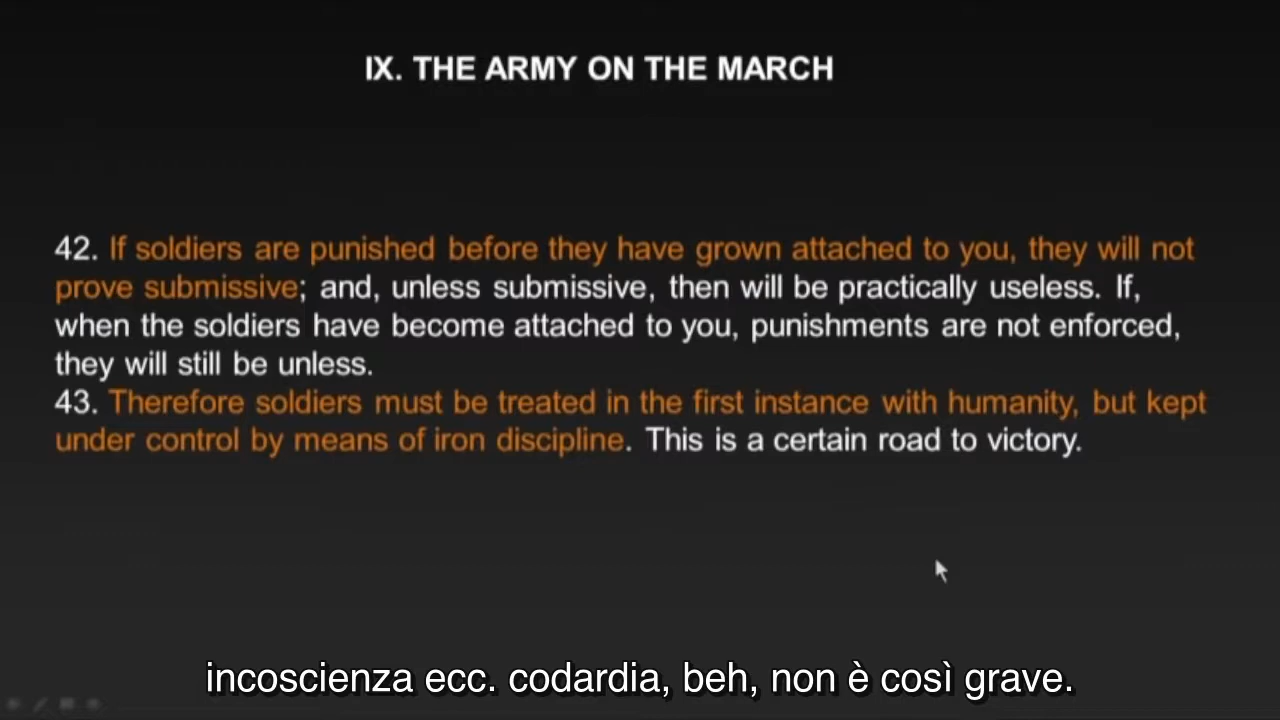 IX. THE ARMY ON THE MARCH
42. If soldiers are punished before they have grown attached to you, they will not
prove submissive; and, unless submissive, then will be practically useless. If,
when the soldiers have become attached to you, punishments are not enforced,
they will still be unless.
43. Therefore soldiers must be treated in the first instance with humanity, but kept
under control by means of iron discipline. This is a certain road to victory.
incoscienza ecc. codardia, beh, non è così grave.